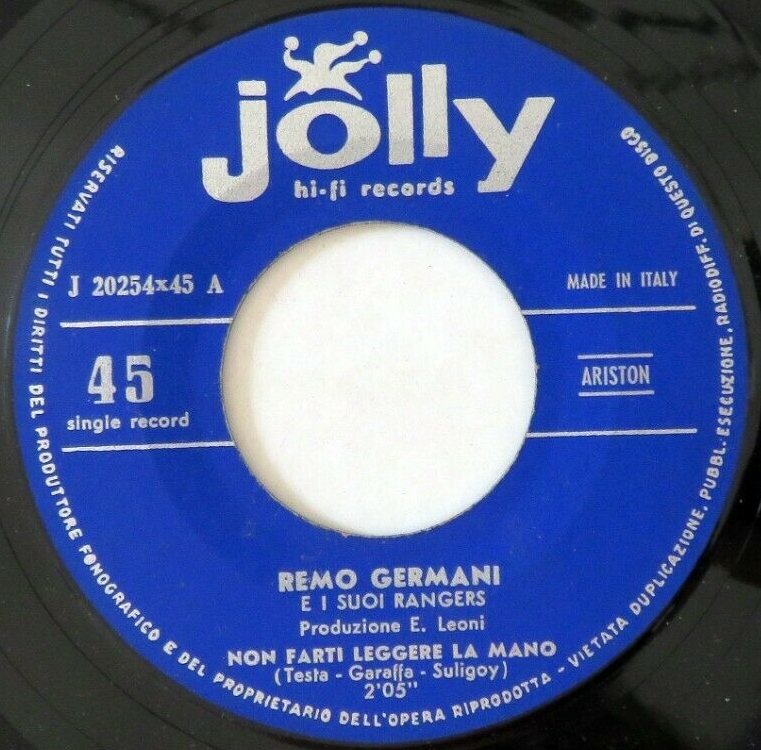 jolly
hi-fi records
J 20254x45 A
MADE IN ITALY
45
single record
ARISTON
REMO GERMANI
E I SUOI RANGERS
Produzione E. Leoni
NON FARTI LEGGERE LA MANO
(Testa - Garaffa - Suligoy)
2'05"
RISERVATI TUTTI I DIRITTI DEL PRODUTTORE FONOGRAFICO E DEL PROPRIETARIO DELL'OPERA RIPRODOTTA - VIETATA DUPLICAZIONE, PUBBL. ESECUZIONE, RADIODIFF. DI QUESTO DISCO